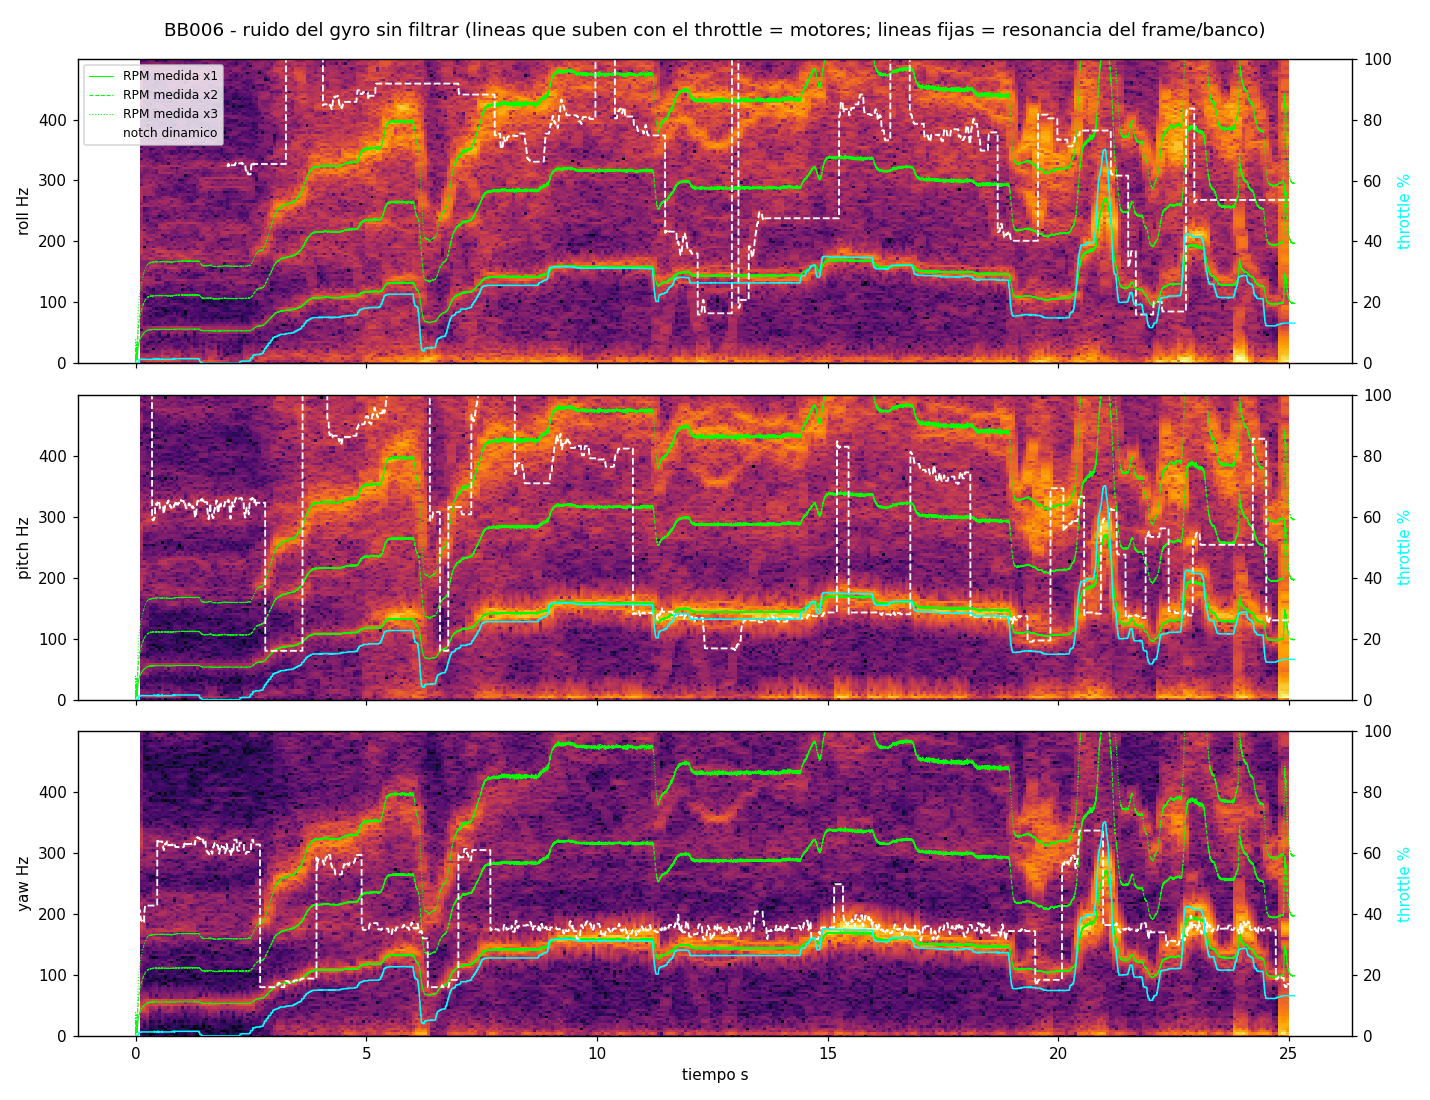 BB006 - ruido del gyro sin filtrar (lineas que suben con el throttle = motores; lineas fijas = resonancia del frame/banco)
RPM medida x1
RPM medida x2
RPM medida x3
notch dinamico
roll Hz
400
300
200
100
0
100
80
60
40
20
0
throttle %
pitch Hz
400
300
200
100
0
100
80
60
40
20
0
throttle %
yaw Hz
400
300
200
100
0
100
80
60
40
20
0
throttle %
0 5 10 15 20 25
tiempo s